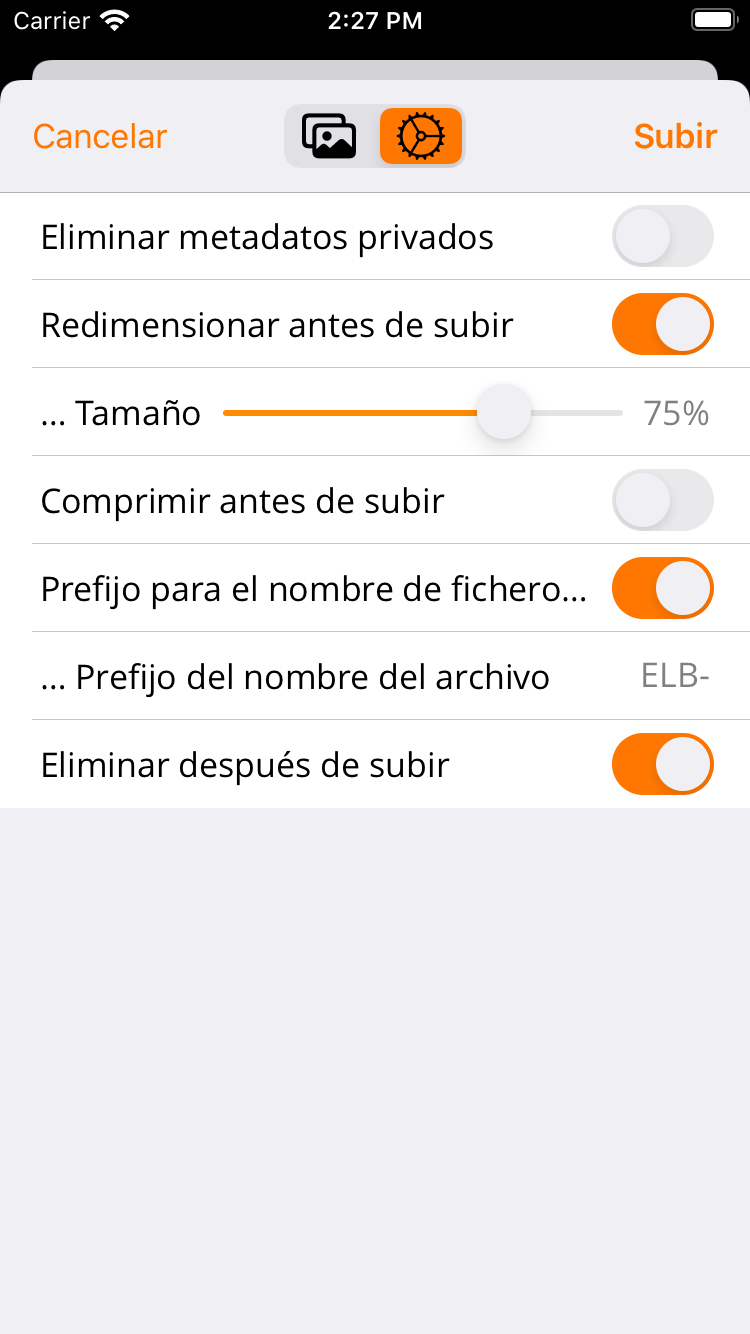 Carrier 2:27 PM
Cancelar Subir
Eliminar metadatos privados
Redimensionar antes de subir
... Tamaño 75%
Comprimir antes de subir
Prefijo para el nombre de fichero...
... Prefijo del nombre del archivo ELB-
Eliminar después de subir